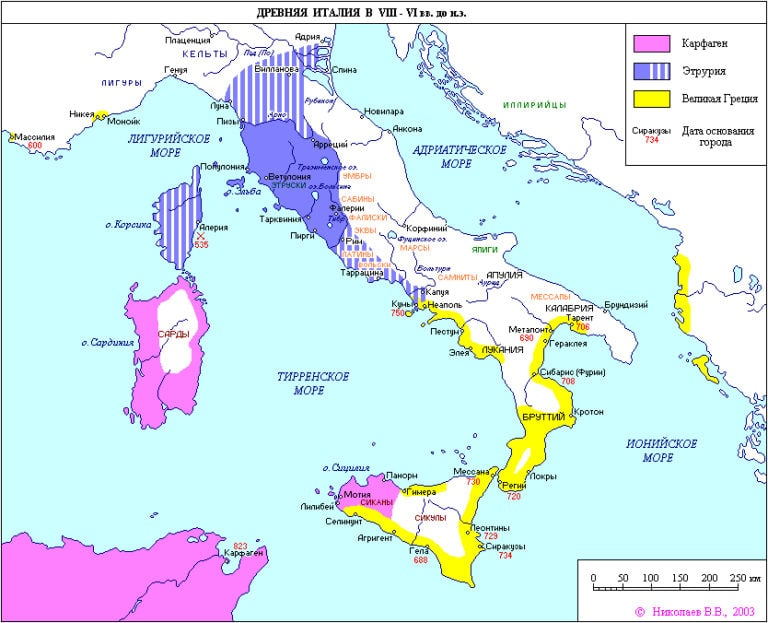 ДРЕВНЯЯ ИТАЛИЯ В VIII - VI вв. до н.э.
Карфаген
Этрурия
Великая Греция
Сиракузы
734
Дата основания
города
Адрия
Плаценция
КЕЛЬТЫ
Пад (По)
Спина
Вилланова
ЛИГУРЫ
Генуя
Рубикон
ИЛЛИРИЙЦЫ
Луна
Никея
Монойк
Арно
Новилара
Массилия
600
Пизы
Анкона
ЛИГУРИЙСКОЕ
МОРЕ
Арреций
АДРИАТИЧЕСКОЕ
МОРЕ
Популония
Тразименское оз.
Ветулония
УМБРЫ
ЭТРУСКИ
оз.Больсена
о.Эльба
САБИНЫ
Фалерии
о.Корсика
Тарквиния
Тибр
ФАЛИСКИ
Алерия
535
Корфиний
Пирги
ЭКВЫ
Рим
Фуцинское оз.
МАРСЫ
ЯПИГИ
ЛАТИНЫ
ВОЛЬСКИ
Вольтурн
Таррацина
САМНИТЫ
АПУЛИЯ
Ауфид
Капуя
МЕССАПЫ
Кумы
750
Неаполь
КАЛАБРИЯ
Брундизий
Тарент
706
САРДЫ
Пестум
Метапонт
690
о.Сардиния
Элея
ЛУКАНИЯ
Гераклея
ТИРРЕНСКОЕ
МОРЕ
Сибарис (Фурии)
708
БРУТТИЙ
Кротон
ИОНИЙСКОЕ
МОРЕ
о.Сицилия
Панорм
Мессана
730
Локры
Мотия
Гимера
Регий
720
Лилибей
СИКАНЫ
Селинунт
СИКУЛЫ
Леонтины
729
Агригент
Сиракузы
734
Гела
688
823
Карфаген
0 50 100 150 200 250 км
© Николаев В.В., 2003